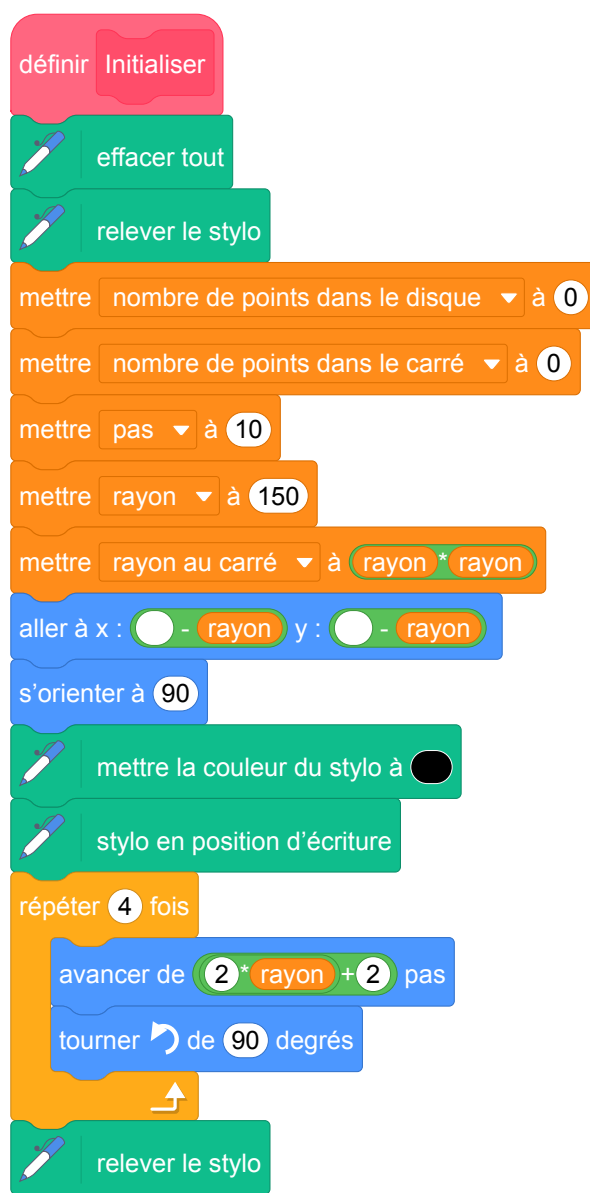 définir Initialiser
effacer tout
relever le stylo
mettre nombre de points dans le disque à 0
mettre nombre de points dans le carré à 0
mettre pas à 10
mettre rayon à 150
mettre rayon au carré à rayon * rayon
aller à x : - rayon y : - rayon
s’orienter à 90
mettre la couleur du stylo à
stylo en position d’écriture
répéter 4 fois
avancer de 2 * rayon + 2 pas
tourner de 90 degrés
relever le stylo